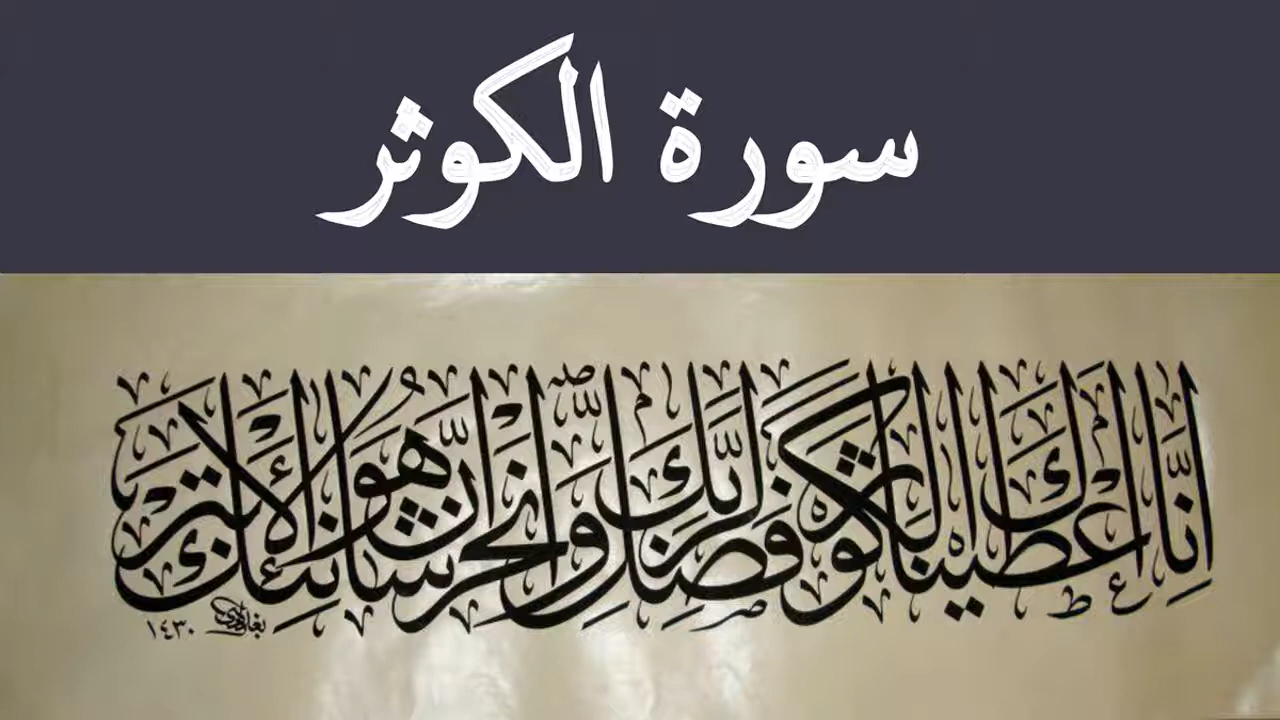 سورة الكوثر
إنا أعطيناك الكوثر فصل لربك وانحر إن شانئك هو الأبتر
١٤٣٠